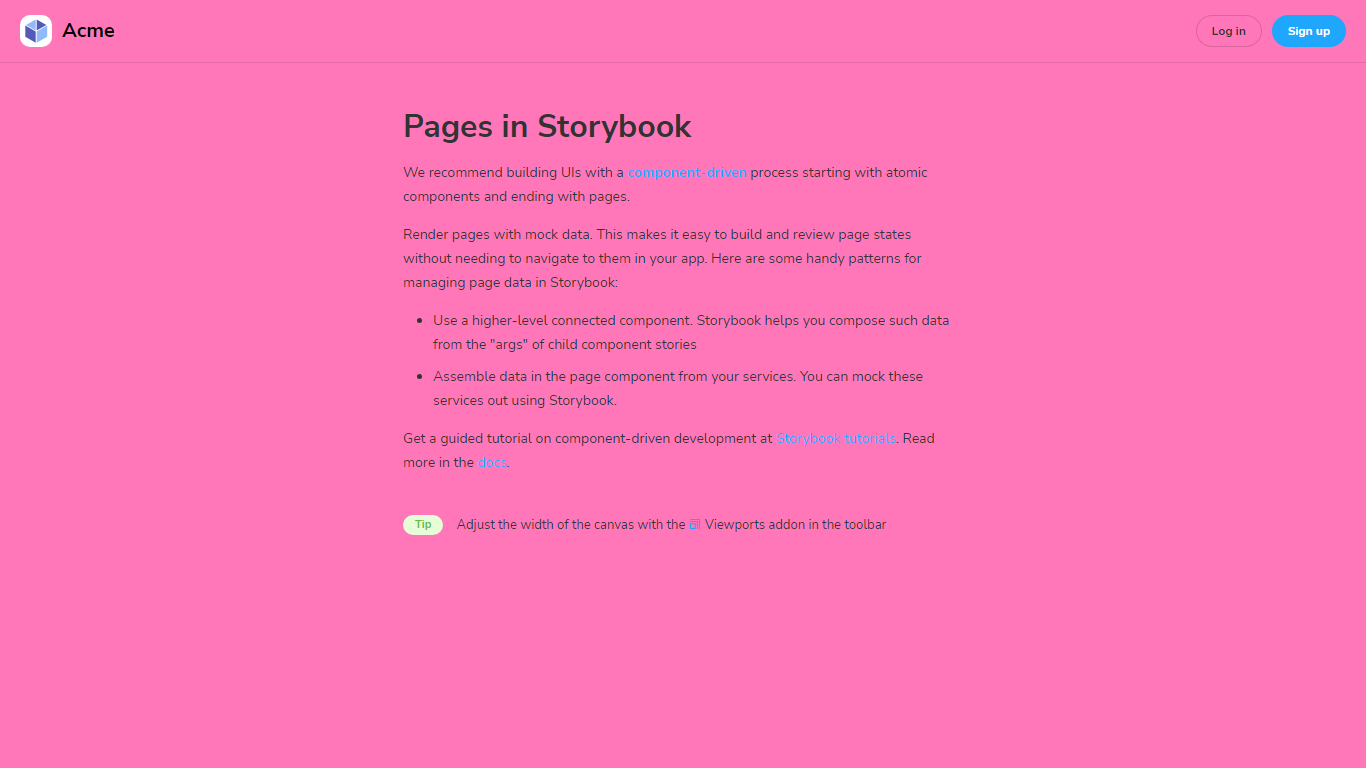 Acme
Log in
Sign up
Pages in Storybook
We recommend building UIs with a component-driven process starting with atomic
components and ending with pages.
Render pages with mock data. This makes it easy to build and review page states
without needing to navigate to them in your app. Here are some handy patterns for
managing page data in Storybook:
Use a higher-level connected component. Storybook helps you compose such data
from the "args" of child component stories
Assemble data in the page component from your services. You can mock these
services out using Storybook.
Get a guided tutorial on component-driven development at Storybook tutorials. Read
more in the docs.
Tip Adjust the width of the canvas with the Viewports addon in the toolbar